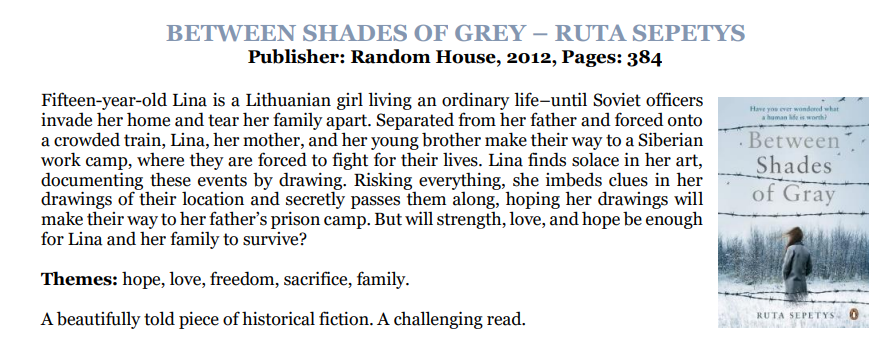 BETWEEN SHADES OF GREY – RUTA SEPETYS
Publisher: Random House, 2012, Pages: 384
Fifteen-year-old Lina is a Lithuanian girl living an ordinary life–until Soviet officers
invade her home and tear her family apart. Separated from her father and forced onto
a crowded train, Lina, her mother, and her young brother make their way to a Siberian
work camp, where they are forced to fight for their lives. Lina finds solace in her art,
documenting these events by drawing. Risking everything, she imbeds clues in her
drawings of their location and secretly passes them along, hoping her drawings will
make their way to her father’s prison camp. But will strength, love, and hope be enough
for Lina and her family to survive?
Themes: hope, love, freedom, sacrifice, family.
A beautifully told piece of historical fiction. A challenging read.
Have you ever wondered what
a human life is worth?
Between
Shades
of Gray
RUTA SEPETYS